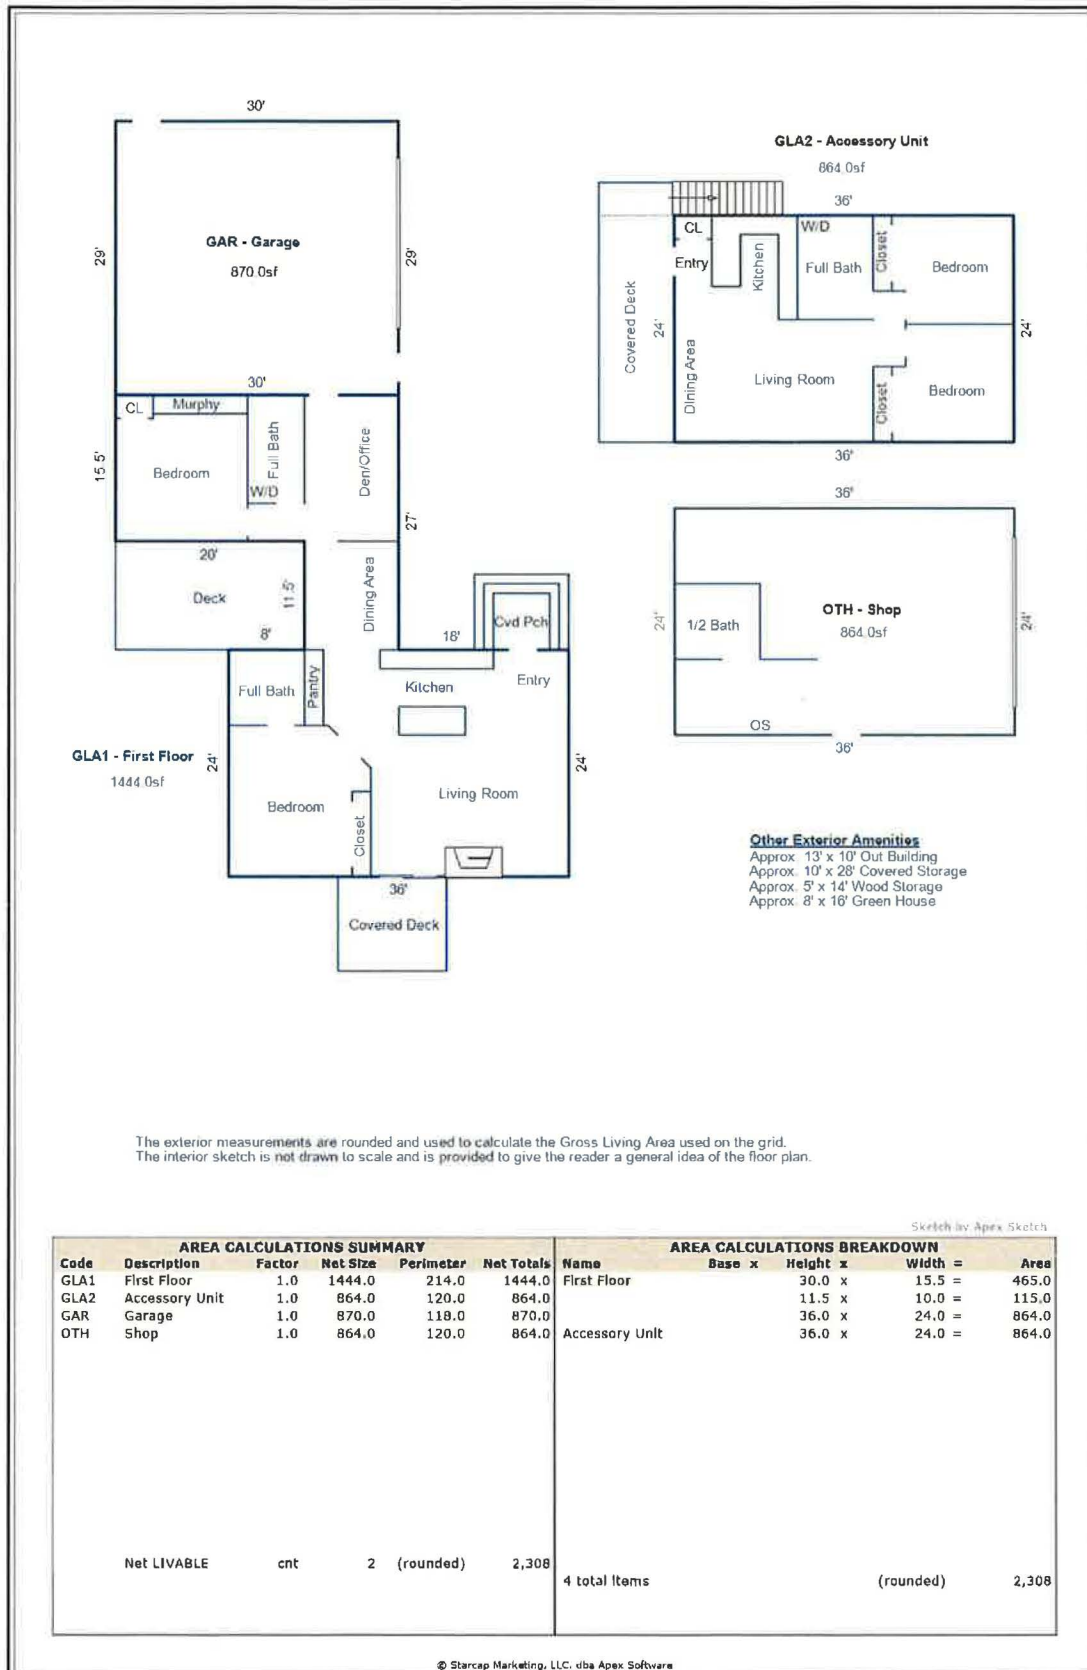 30'
GAR - Garage
870.0sf
29'
29'
30'
CL
Murphy
Full Bath
Bedroom
W/D
Den/Office
15.5'
27'
20'
Deck
11.5'
Dining Area
8'
18'
Cvd Pch
Full Bath
Pantry
Kitchen
Entry
GLA1 - First Floor
1444.0sf
24'
24'
Bedroom
Closet
Living Room
36'
Covered Deck
GLA2 - Accessory Unit
864.0sf
36'
CL
Entry
Kitchen
W/D
Full Bath
Closet
Bedroom
Covered Deck
24'
Dining Area
Living Room
24'
Closet
Bedroom
36'
36'
OTH - Shop
864.0sf
24'
1/2 Bath
24'
OS
36'
Other Exterior Amenities
Approx. 13' x 10' Out Building
Approx. 10' x 28' Covered Storage
Approx. 5' x 14' Wood Storage
Approx. 8' x 16' Green House
The exterior measurements are rounded and used to calculate the Gross Living Area used on the grid.
The interior sketch is not drawn to scale and is provided to give the reader a general idea of the floor plan.
Sketch by Apex Sketch
AREA CALCULATIONS SUMMARY
Code Description Factor Net Size Perimeter Net Totals
GLA1 First Floor 1.0 1444.0 214.0 1444.0
GLA2 Accessory Unit 1.0 864.0 120.0 864.0
GAR Garage 1.0 870.0 118.0 870.0
OTH Shop 1.0 864.0 120.0 864.0
Net LIVABLE cnt 2 (rounded) 2,308
AREA CALCULATIONS BREAKDOWN
Name Base x Height x Width = Area
First Floor 30.0 x 15.5 = 465.0
11.5 x 10.0 = 115.0
36.0 x 24.0 = 864.0
Accessory Unit 36.0 x 24.0 = 864.0
4 total items (rounded) 2,308
© Starcap Marketing, LLC. dba Apex Software